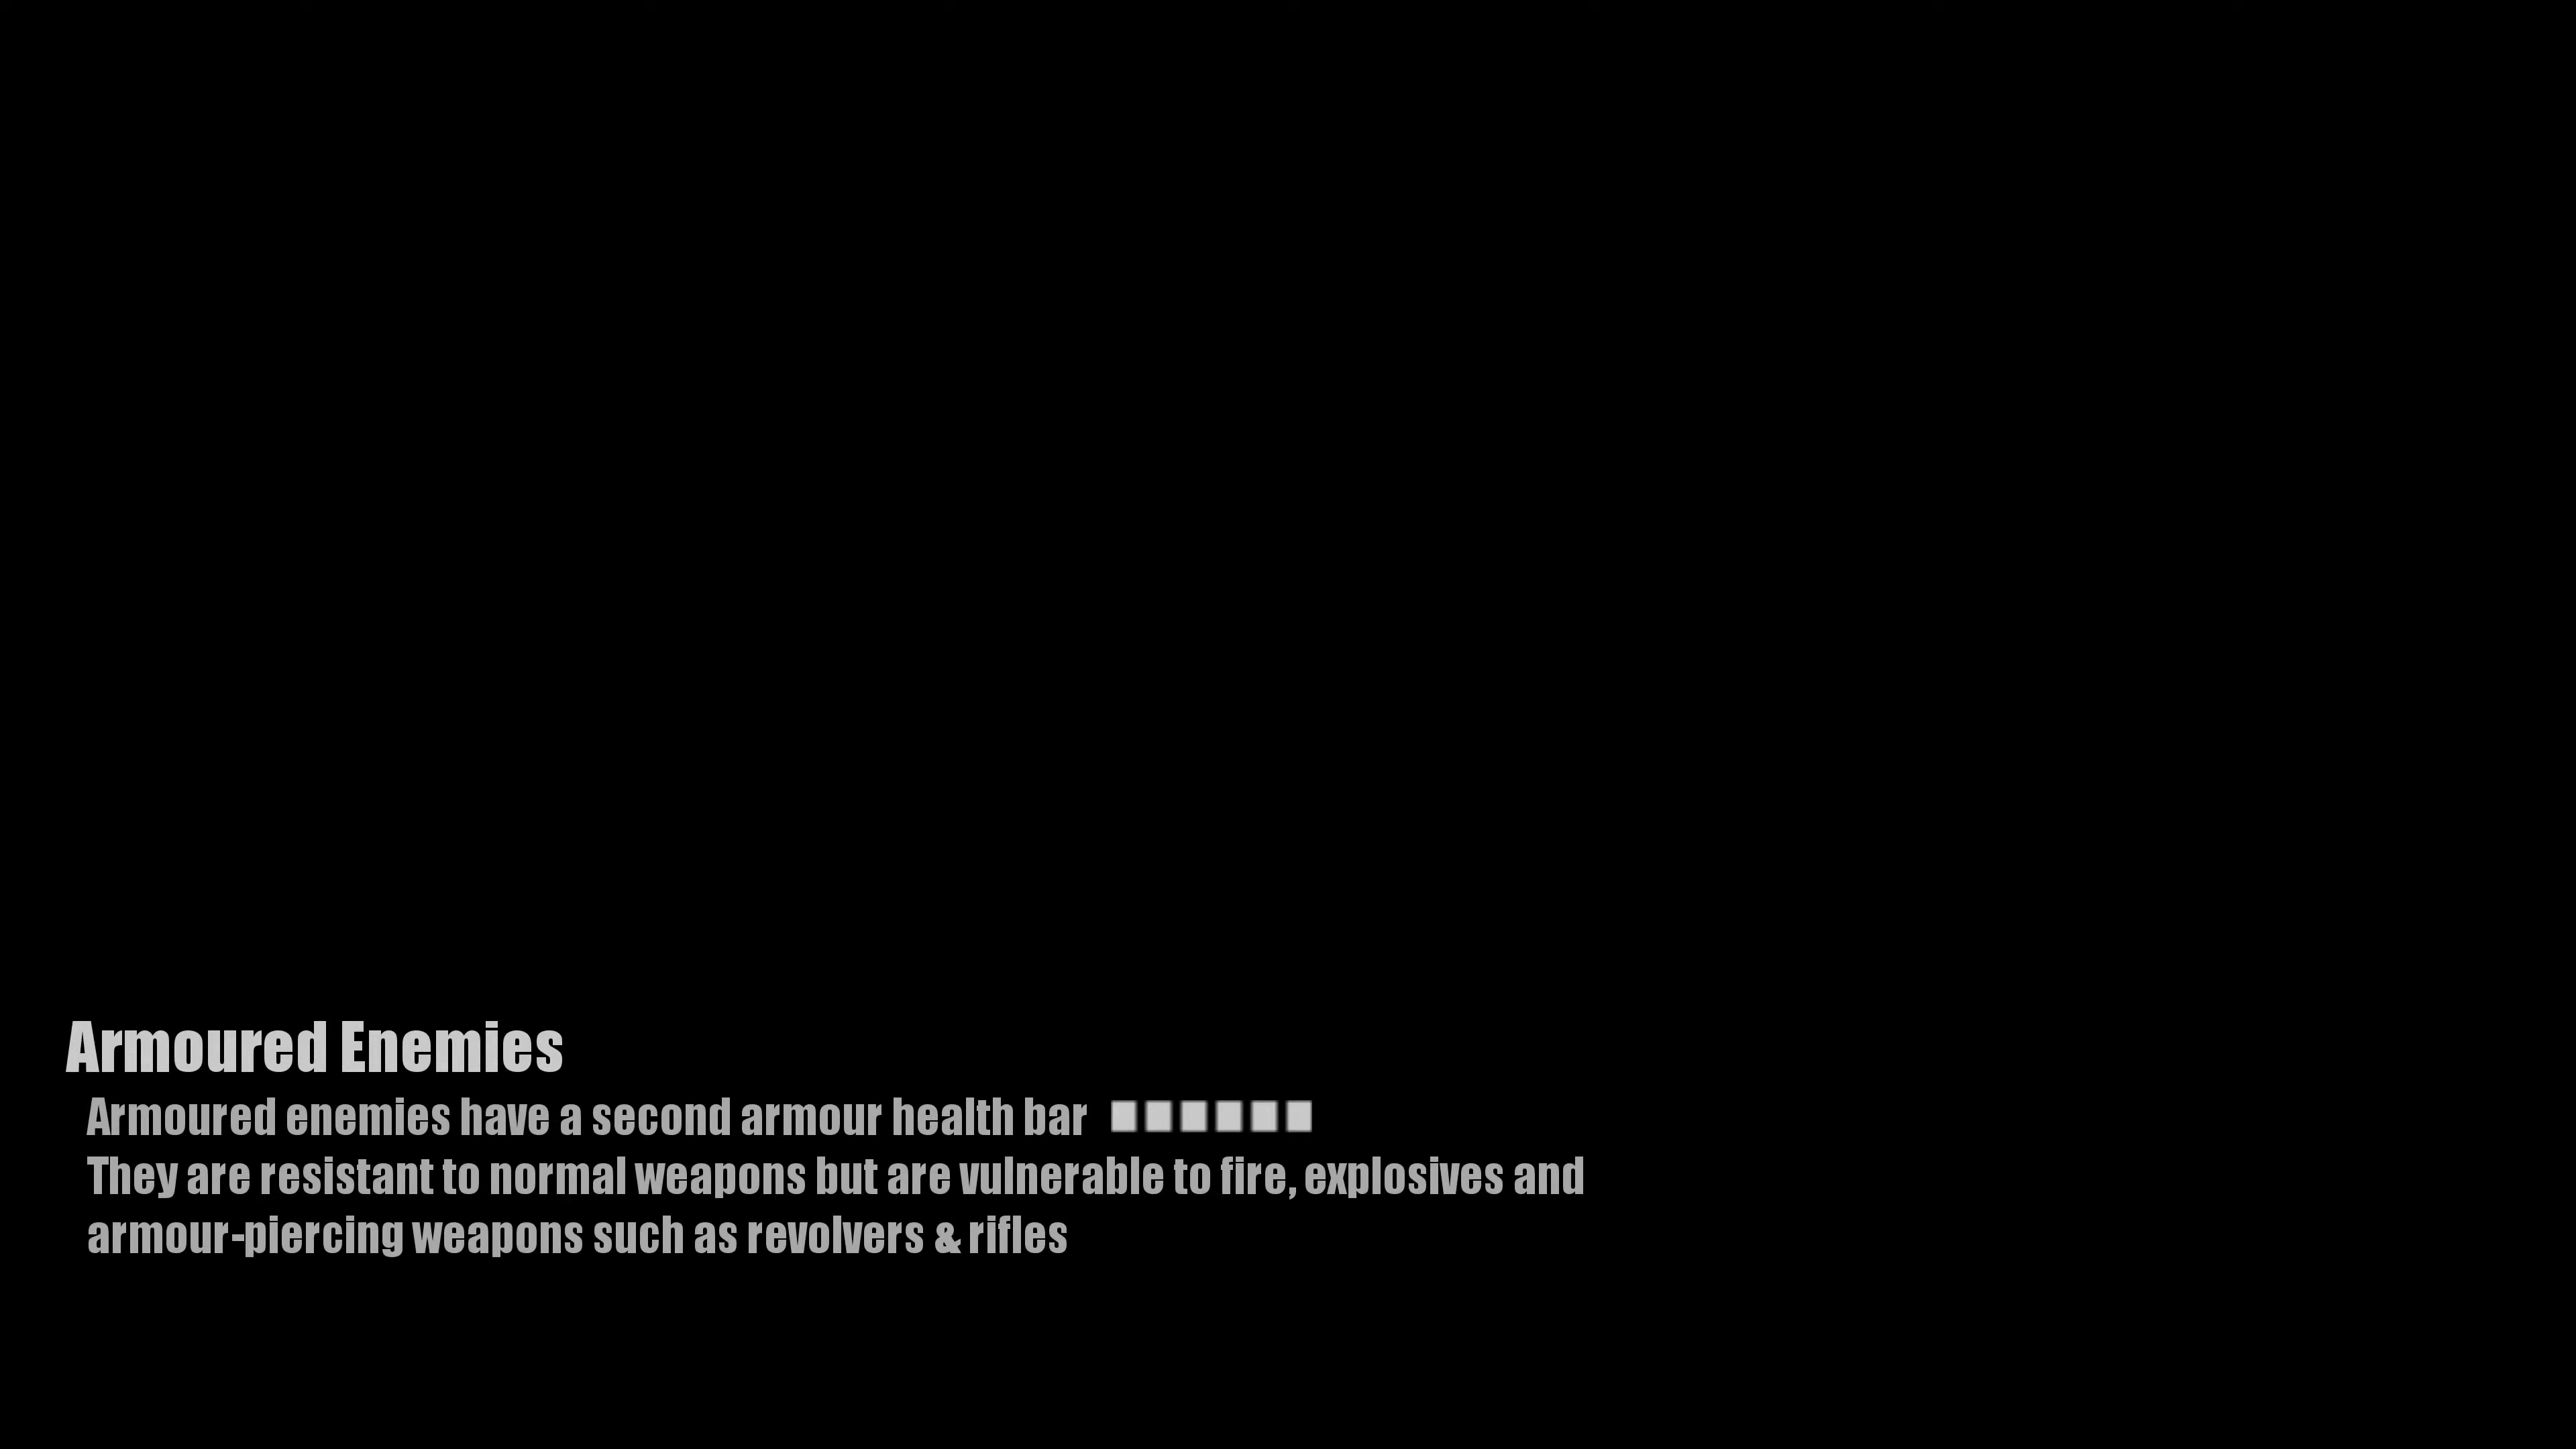 Armoured Enemies
Armoured enemies have a second armour health bar
They are resistant to normal weapons but are vulnerable to fire, explosives and
armour-piercing weapons such as revolvers & rifles